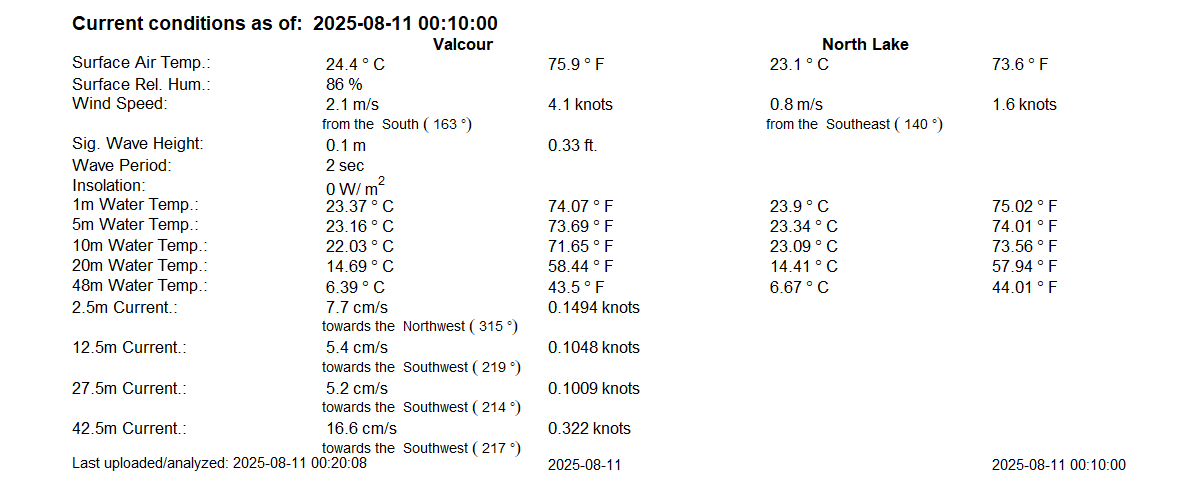 Current conditions as of: 2025-08-11 00:10:00
Valcour North Lake
Surface Air Temp.: 24.4 ° C 75.9 ° F 23.1 ° C 73.6 ° F
Surface Rel. Hum.: 86 %
Wind Speed: 2.1 m/s 4.1 knots 0.8 m/s 1.6 knots
from the South ( 163 °) from the Southeast ( 140 °)
Sig. Wave Height: 0.1 m 0.33 ft.
Wave Period: 2 sec
Insolation: 0 W/ m2
1m Water Temp.: 23.37 ° C 74.07 ° F 23.9 ° C 75.02 ° F
5m Water Temp.: 23.16 ° C 73.69 ° F 23.34 ° C 74.01 ° F
10m Water Temp.: 22.03 ° C 71.65 ° F 23.09 ° C 73.56 ° F
20m Water Temp.: 14.69 ° C 58.44 ° F 14.41 ° C 57.94 ° F
48m Water Temp.: 6.39 ° C 43.5 ° F 6.67 ° C 44.01 ° F
2.5m Current.: 7.7 cm/s 0.1494 knots
towards the Northwest ( 315 °)
12.5m Current.: 5.4 cm/s 0.1048 knots
towards the Southwest ( 219 °)
27.5m Current.: 5.2 cm/s 0.1009 knots
towards the Southwest ( 214 °)
42.5m Current.: 16.6 cm/s 0.322 knots
towards the Southwest ( 217 °)
Last uploaded/analyzed: 2025-08-11 00:20:08 2025-08-11 2025-08-11 00:10:00